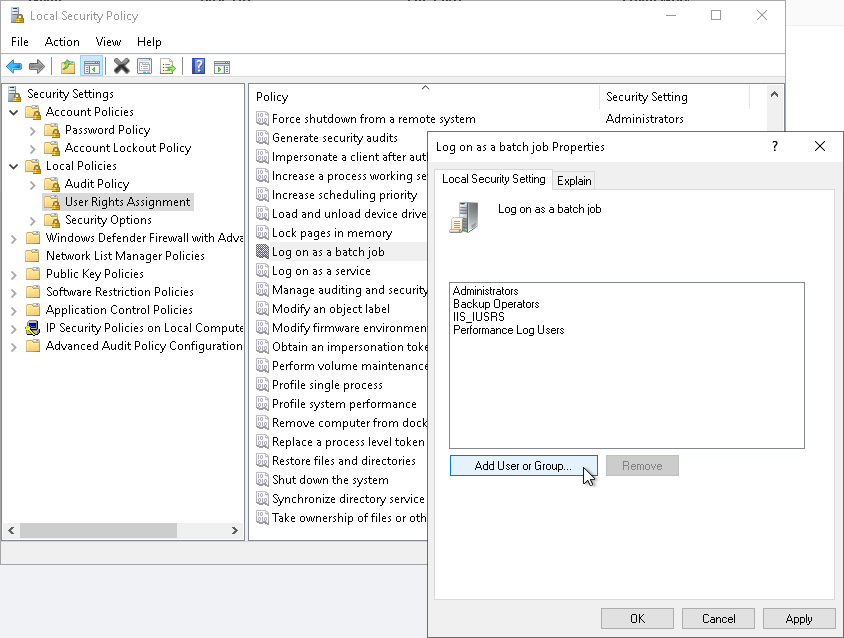 Local Security Policy
File Action View Help
Security Settings
Account Policies
Password Policy
Account Lockout Policy
Local Policies
Audit Policy
User Rights Assignment
Security Options
Windows Defender Firewall with Adva
Network List Manager Policies
Public Key Policies
Software Restriction Policies
Application Control Policies
IP Security Policies on Local Compute
Advanced Audit Policy Configuration
Policy Security Setting
Force shutdown from a remote system Administrators
Generate security audits
Impersonate a client after aut
Increase a process working se
Increase scheduling priority
Load and unload device drive
Lock pages in memory
Log on as a batch job
Log on as a service
Manage auditing and security
Modify an object label
Modify firmware environmen
Obtain an impersonation toke
Perform volume maintenance
Profile single process
Profile system performance
Remove computer from dock
Replace a process level token
Restore files and directories
Shut down the system
Synchronize directory service
Take ownership of files or oth
Log on as a batch job Properties
?
Local Security Setting Explain
Log on as a batch job
Administrators
Backup Operators
IIS_IUSRS
Performance Log Users
Add User or Group... Remove
OK Cancel Apply